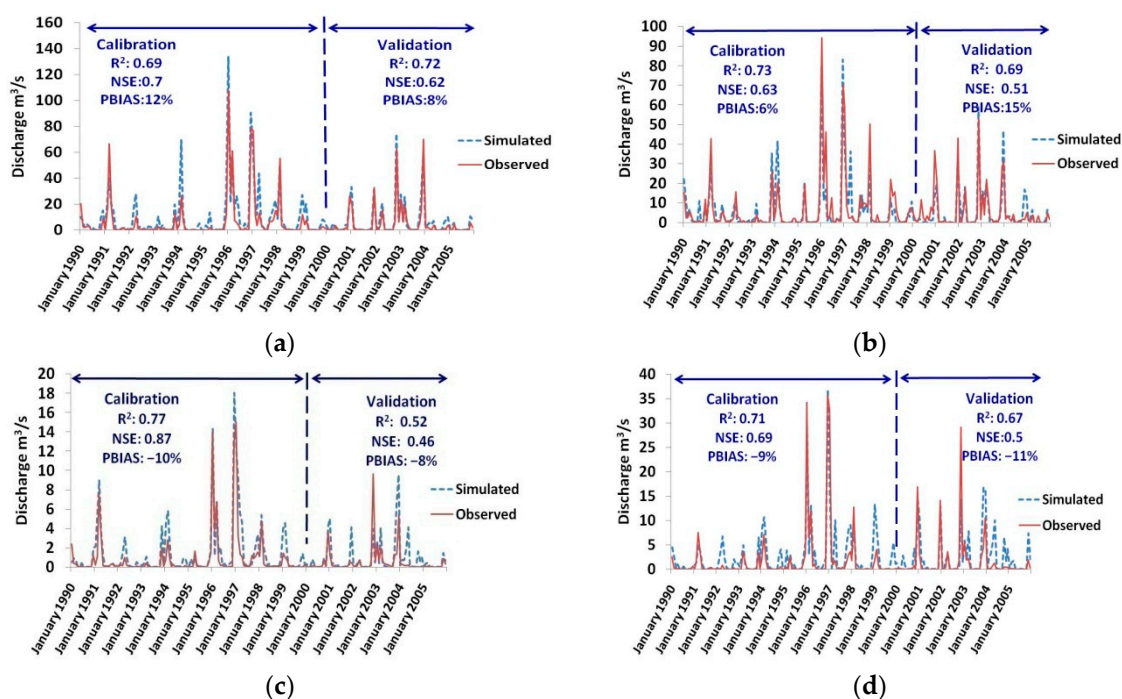 160
140
120
100
80
60
40
20
0
Discharge m³/s
Calibration
R²: 0.69
NSE:0.7
PBIAS:12%
Validation
R²: 0.72
NSE: 0.62
PBIAS:8%
Simulated
Observed
January 1990
January 1991
January 1992
January 1993
January 1994
January 1995
January 1996
January 1997
January 1998
January 1999
January 2000
January 2001
January 2002
January 2003
January 2004
January 2005
(a)
100
90
80
70
60
50
40
30
20
10
0
Discharge m³/s
Calibration
R²: 0.73
NSE: 0.63
PBIAS:6%
Validation
R²: 0.69
NSE: 0.51
PBIAS:15%
Simulated
Observed
January 1990
January 1991
January 1992
January 1993
January 1994
January 1995
January 1996
January 1997
January 1998
January 1999
January 2000
January 2001
January 2002
January 2003
January 2004
January 2005
(b)
20
18
16
14
12
10
8
6
4
2
0
Discharge m³/s
Calibration
R²: 0.77
NSE: 0.87
PBIAS: −10%
Validation
R²: 0.52
NSE: 0.46
PBIAS: −8%
Simulated
Observed
January 1990
January 1991
January 1992
January 1993
January 1994
January 1995
January 1996
January 1997
January 1998
January 1999
January 2000
January 2001
January 2002
January 2003
January 2004
January 2005
(c)
40
35
30
25
20
15
10
5
0
Discharge m³/s
Calibration
R²: 0.71
NSE: 0.69
PBIAS: −9%
Validation
R²: 0.67
NSE:0.5
PBIAS: −11%
Simulated
Observed
January 1990
January 1991
January 1992
January 1993
January 1994
January 1995
January 1996
January 1997
January 1998
January 1999
January 2000
January 2001
January 2002
January 2003
January 2004
January 2005
(d)